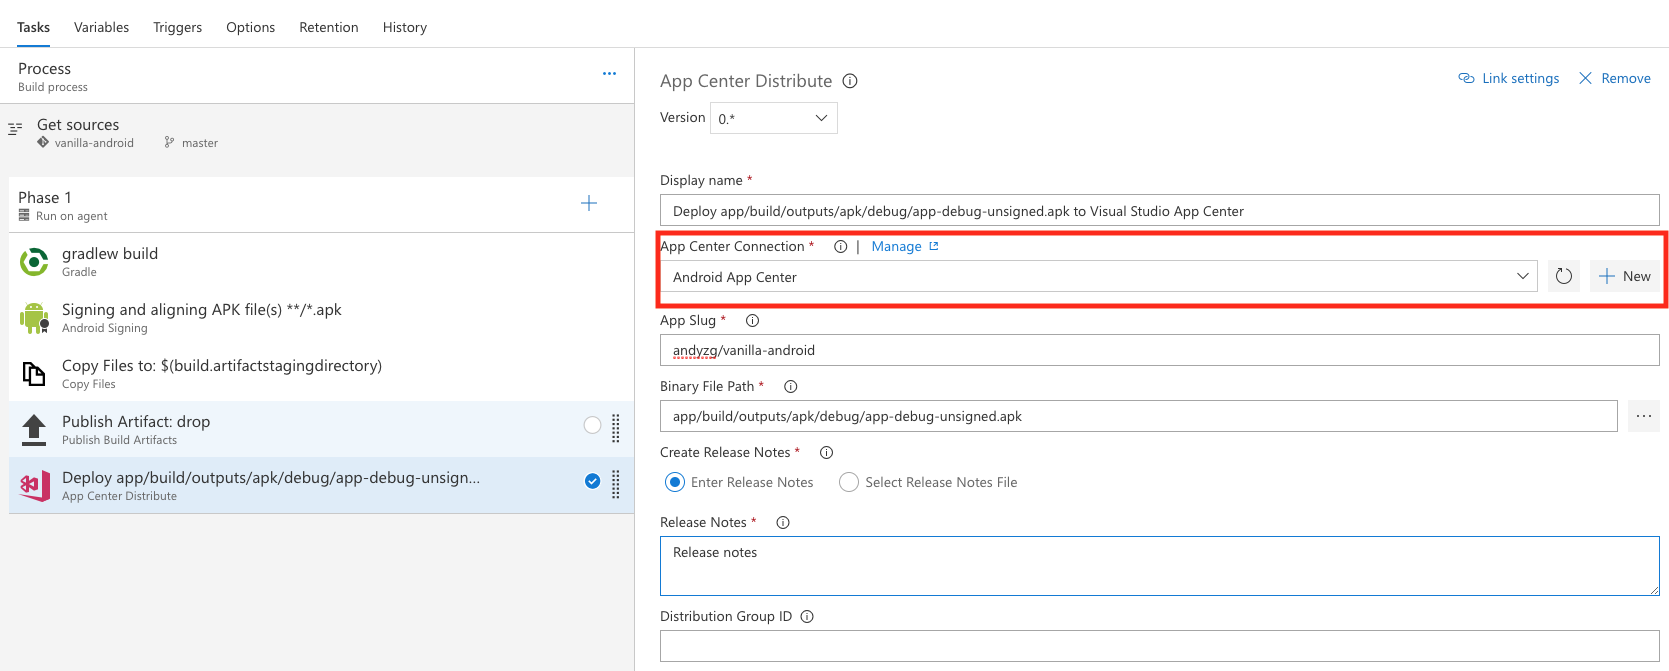 Tasks Variables Triggers Options Retention History
Process
Build process
Get sources
vanilla-android master
Phase 1
Run on agent
gradlew build
Gradle
Signing and aligning APK file(s) **/*.apk
Android Signing
Copy Files to: $(build.artifactstagingdirectory)
Copy Files
Publish Artifact: drop
Publish Build Artifacts
Deploy app/build/outputs/apk/debug/app-debug-unsign...
App Center Distribute
App Center Distribute Link settings Remove
Version 0.*
Display name *
Deploy app/build/outputs/apk/debug/app-debug-unsigned.apk to Visual Studio App Center
App Center Connection * | Manage
Android App Center New
App Slug *
andyzg/vanilla-android
Binary File Path *
app/build/outputs/apk/debug/app-debug-unsigned.apk
Create Release Notes *
Enter Release Notes Select Release Notes File
Release Notes *
Release notes
Distribution Group ID